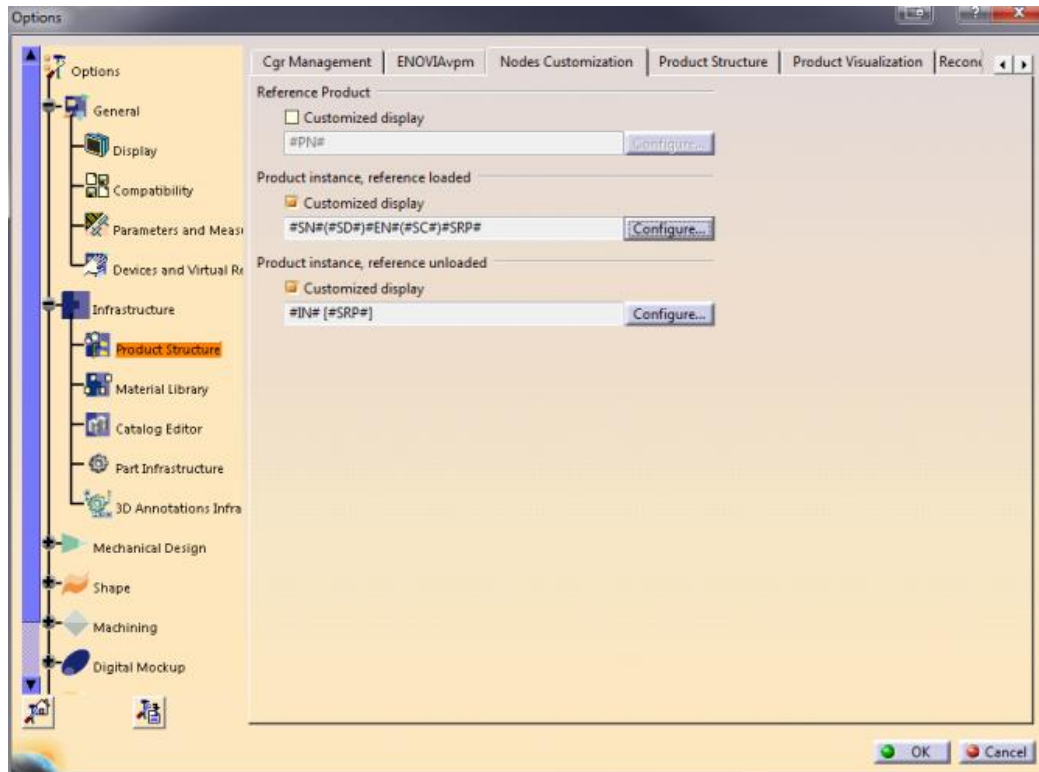 Options
Options
General
Display
Compatibility
Parameters and Measu
Devices and Virtual Re
Infrastructure
Product Structure
Material Library
Catalog Editor
Part Infrastructure
3D Annotations Infra
Mechanical Design
Shape
Machining
Digital Mockup
Cgr Management
ENOVIAvpm
Nodes Customization
Product Structure
Product Visualization
Reconc
Reference Product
Customized display
#PN#
Configure...
Product instance, reference loaded
Customized display
#SN#(#SD#)#EN#(#SC#)#SRP#
Configure...
Product instance, reference unloaded
Customized display
#IN# [#SRP#]
Configure...
OK
Cancel